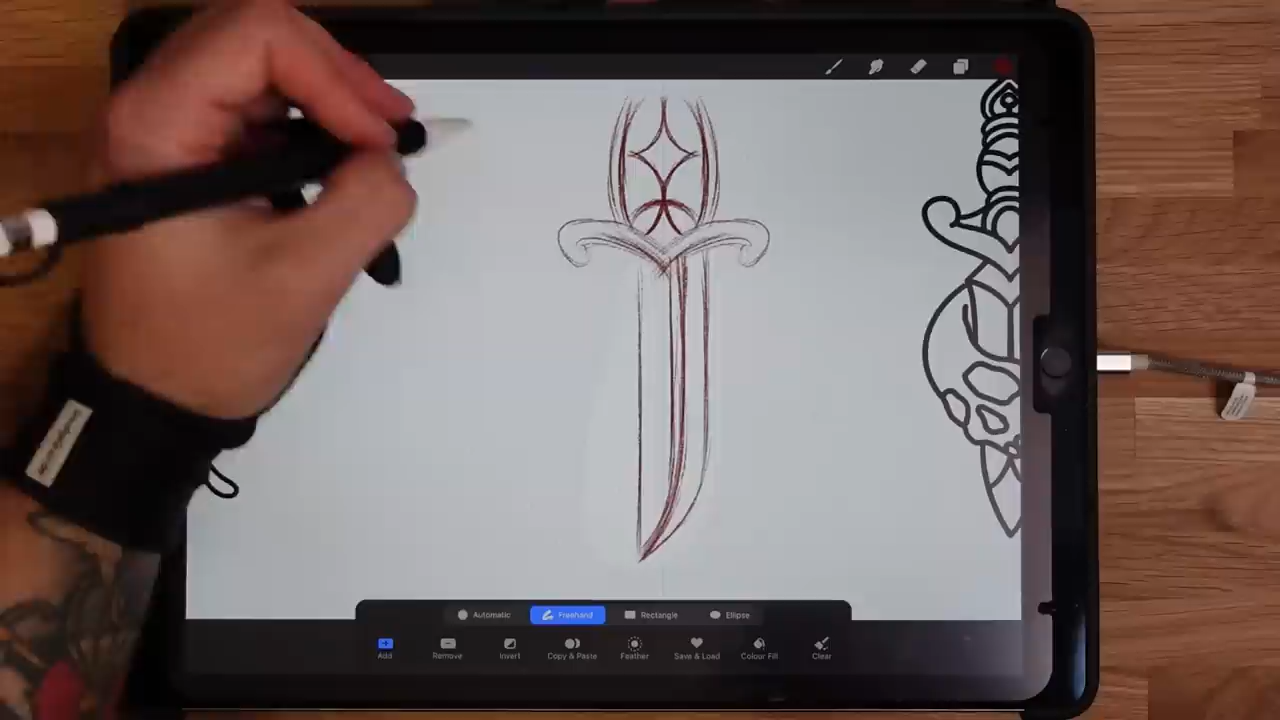 Automatic
Freehand
Rectangle
Ellipse
Add
Remove
Invert
Copy & Paste
Feather
Save & Load
Colour Fill
Clear